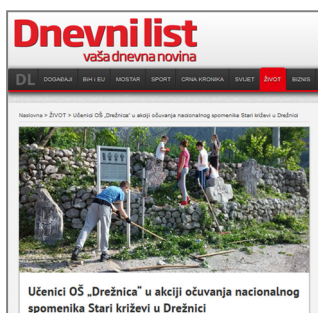 Dnevni list
vaša dnevna novina
DL DOGAĐAJI BiH i EU MOSTAR SPORT CRNA KRONIKA SVIJET ŽIVOT BIZNIS
Naslovna > ŽIVOT > Učenici OŠ „Drežnica“ u akciji očuvanja nacionalnog spomenika Stari križevi u Drežnici
Učenici OŠ „Drežnica“ u akciji očuvanja nacionalnog
spomenika Stari križevi u Drežnici